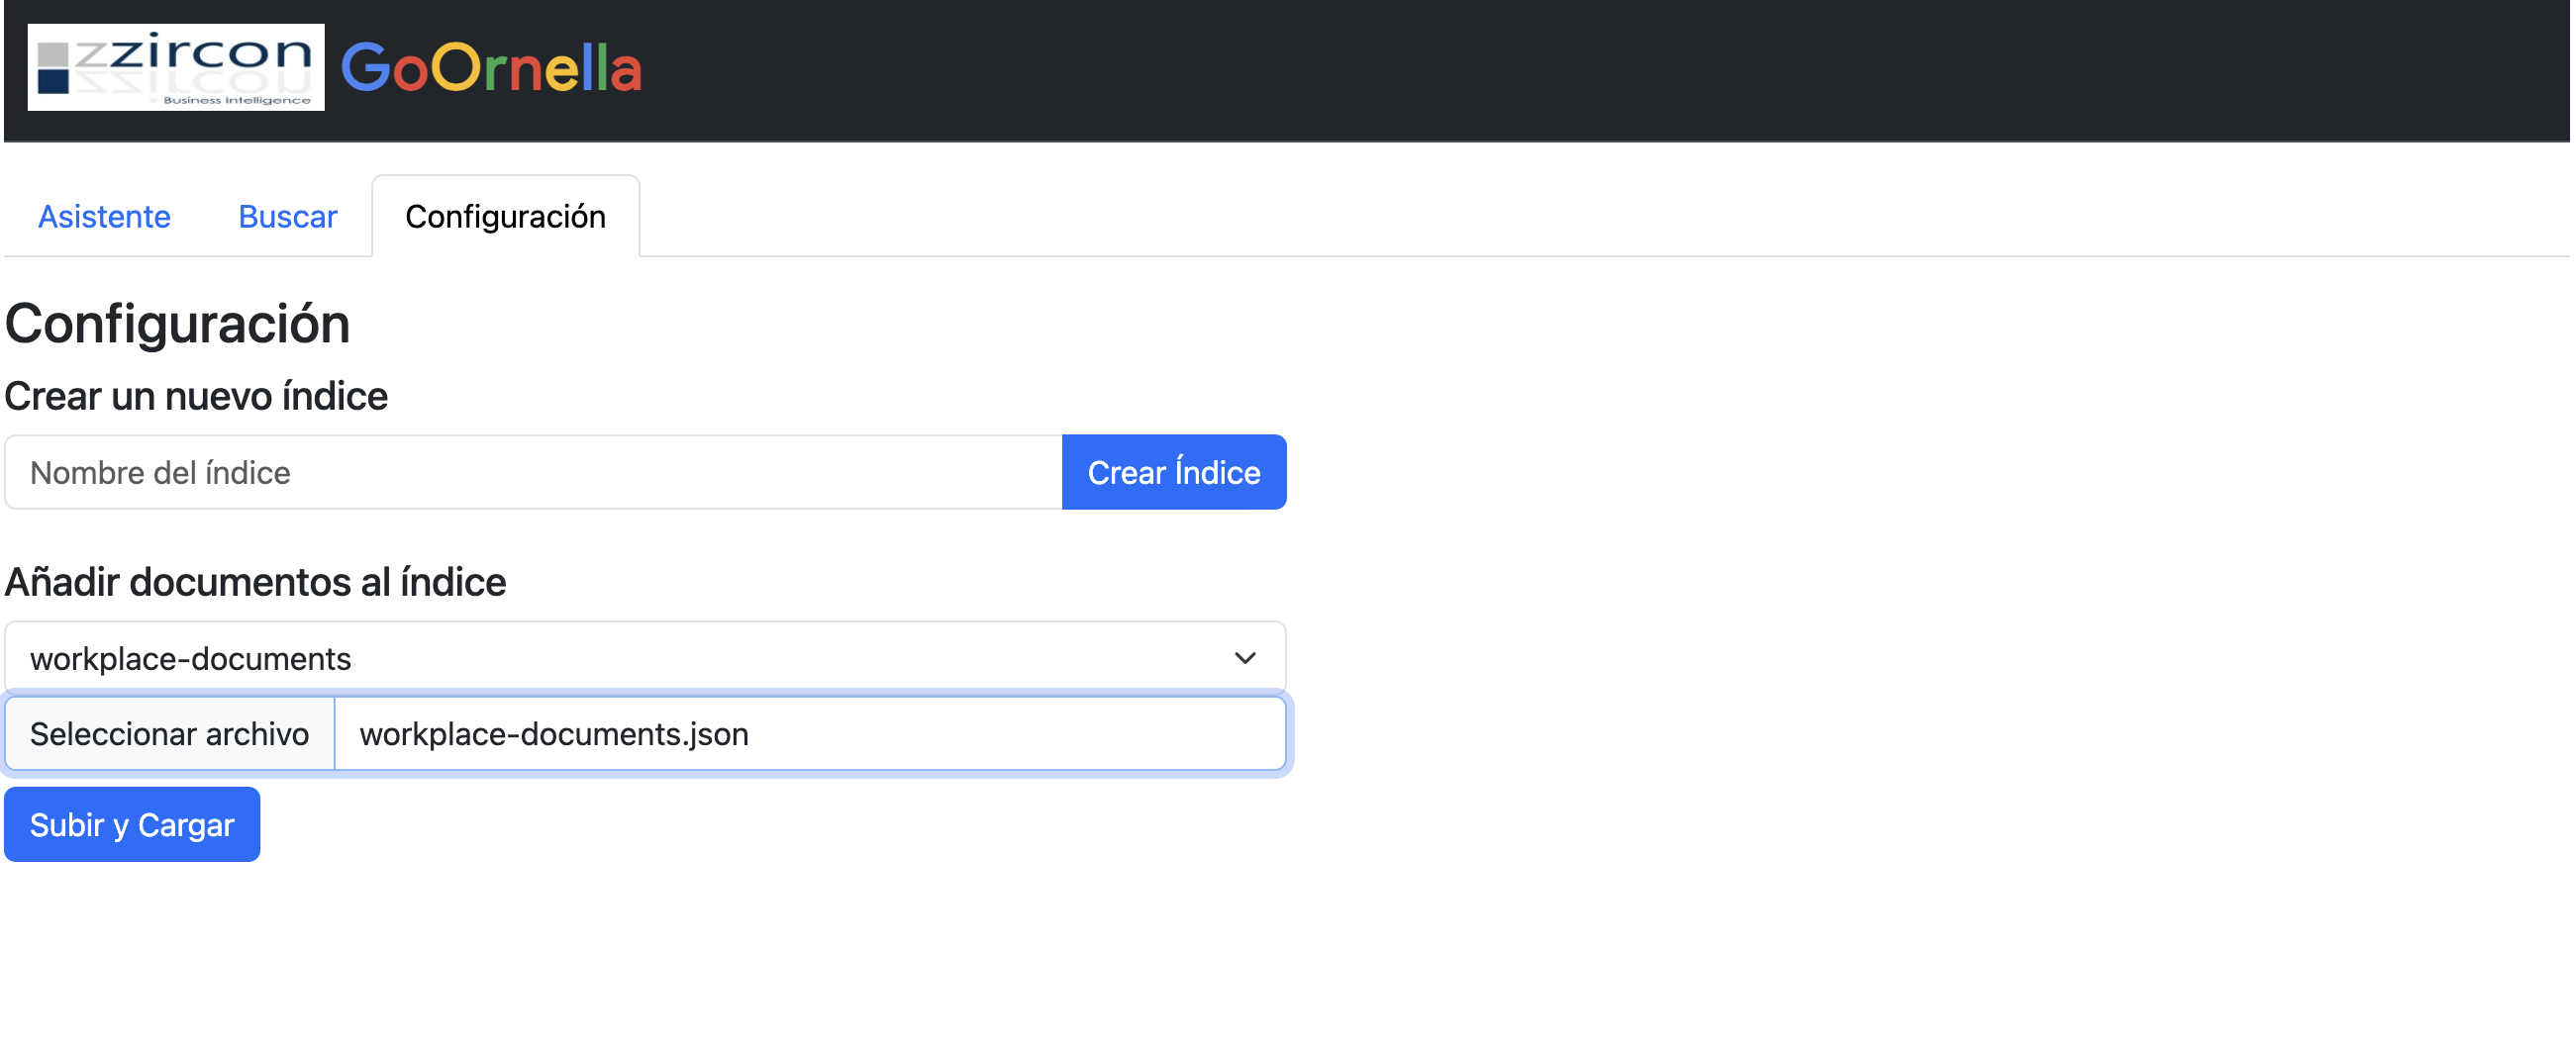 zzircon
Business Intelligence
GoOrnella
Asistente
Buscar
Configuración
Configuración
Crear un nuevo índice
Nombre del índice
Crear Índice
Añadir documentos al índice
workplace-documents
Seleccionar archivo
workplace-documents.json
Subir y Cargar